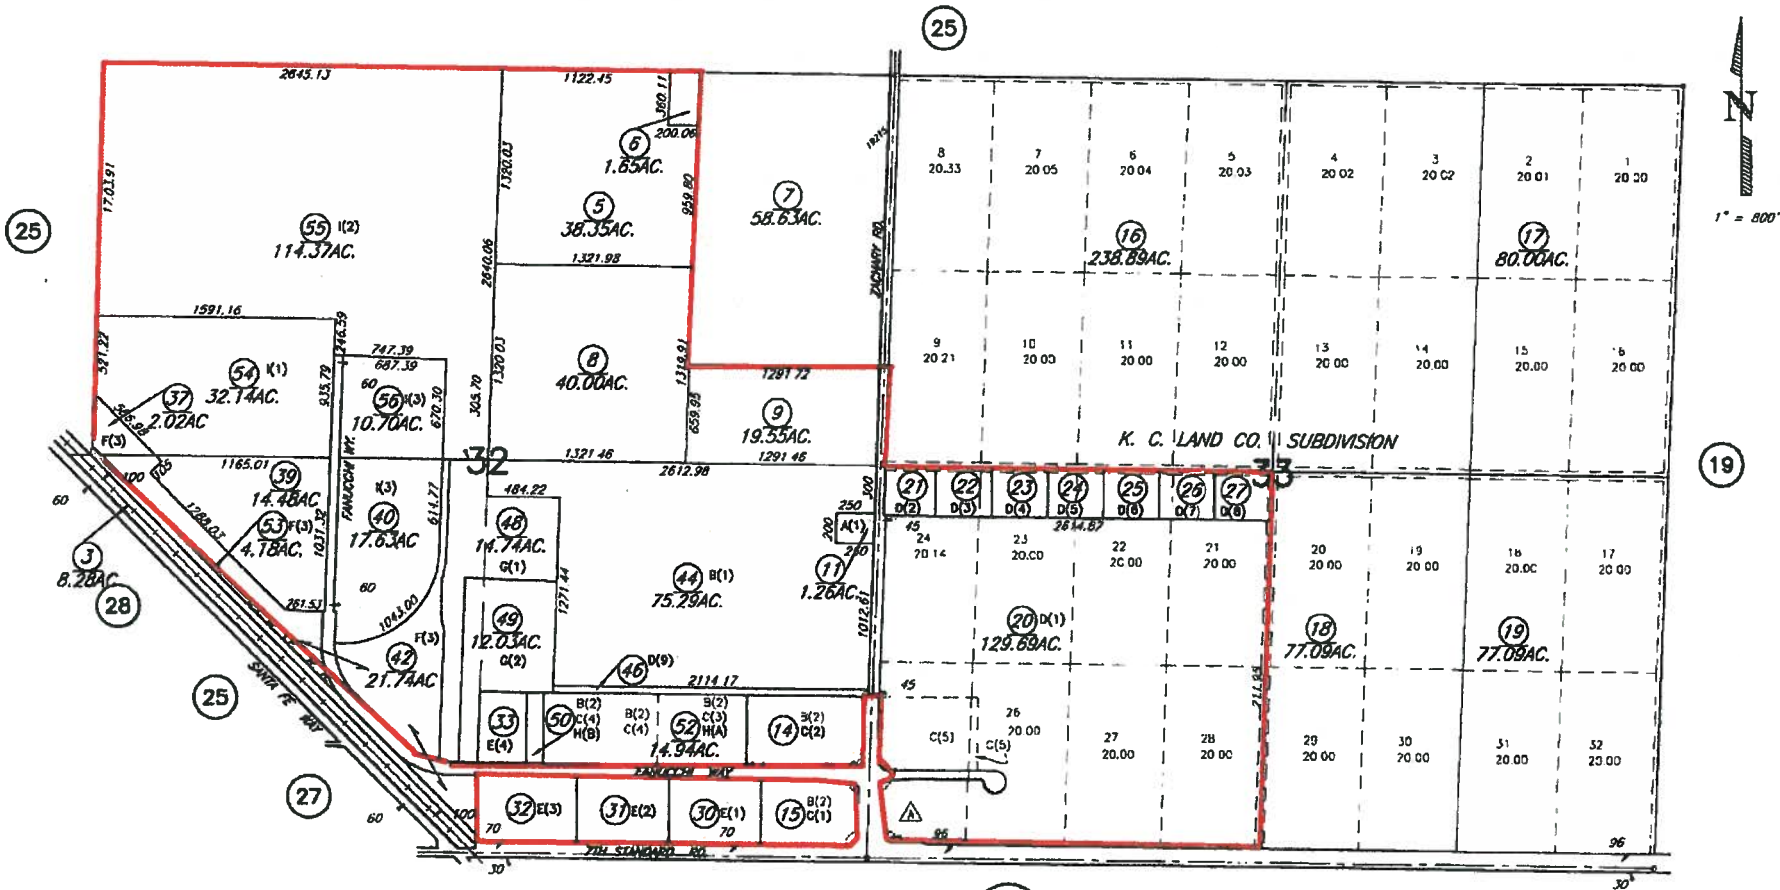 25
N
1" = 800'
2645.13
1122.45
360.11
200.06
6
1.65AC.
1703.91
1320.03
959.80
5
38.35AC.
7
58.63AC.
25
55 I(2)
114.37AC.
2640.06
1321.98
ZACHARY RD.
8
20.33
7
20.05
6
20.04
5
20.03
4
20.02
3
20.02
2
20.01
1
16
238.89AC.
17
80.00AC.
1591.16
246.59
521.22
747.39
687.39
60
54 I(1)
32.14AC.
935.79
56 I(3)
10.70AC.
670.30
305.70
1320.03
8
40.00AC.
1319.91
1291.72
659.95
9
19.55AC.
9
20.21
10
20.00
11
20.00
12
20.00
13
20.00
14
20.00
15
20.00
16
20.00
37
2.02AC
F(3)
105
100
1165.01
32
1321.46
2612.98
1291.46
K. C. LAND CO. SUBDIVISION
33
19
60
39
14.48AC
53 F(3)
4.18AC.
1288.03
1031.32
FANUCCHI WY.
I(3)
40
17.63AC
614.77
484.22
48
14.74AC.
G(1)
250
200
A(1)
250
300
21
D(2)
22
D(3)
23
D(4)
24
D(5)
25
D(6)
26
D(7)
27
D(8)
45
2614.87
24
20.14
23
20.00
22
20.00
21
20.00
20
20.00
19
20.00
18
20.00
17
20.00
3
8.28AC.
28
261.53
60
1043.00
44 B(1)
75.29AC.
11
1.26AC.
1271.44
1012.61
49
12.03AC.
G(2)
42 F(3)
21.74AC
20 D(1)
129.69AC.
18
77.09AC.
19
77.09AC.
46 D(9)
2114.17
45
25
SANTA FE WAY
33
E(4)
50
B(2)
C(4)
H(B)
B(2)
C(4)
52
B(2)
C(3)
H(A)
14.94AC.
14
B(2)
C(2)
C(5)
C(5)
26
20.00
27
20.00
28
20.00
29
20.00
30
20.00
31
20.00
32
20.00
FANUCCHI WAY
27
60
100
70
32 E(3)
31 E(2)
30 E(1)
70
15
B(2)
C(1)
A
96
96
7TH STANDARD RD.
30'
30'